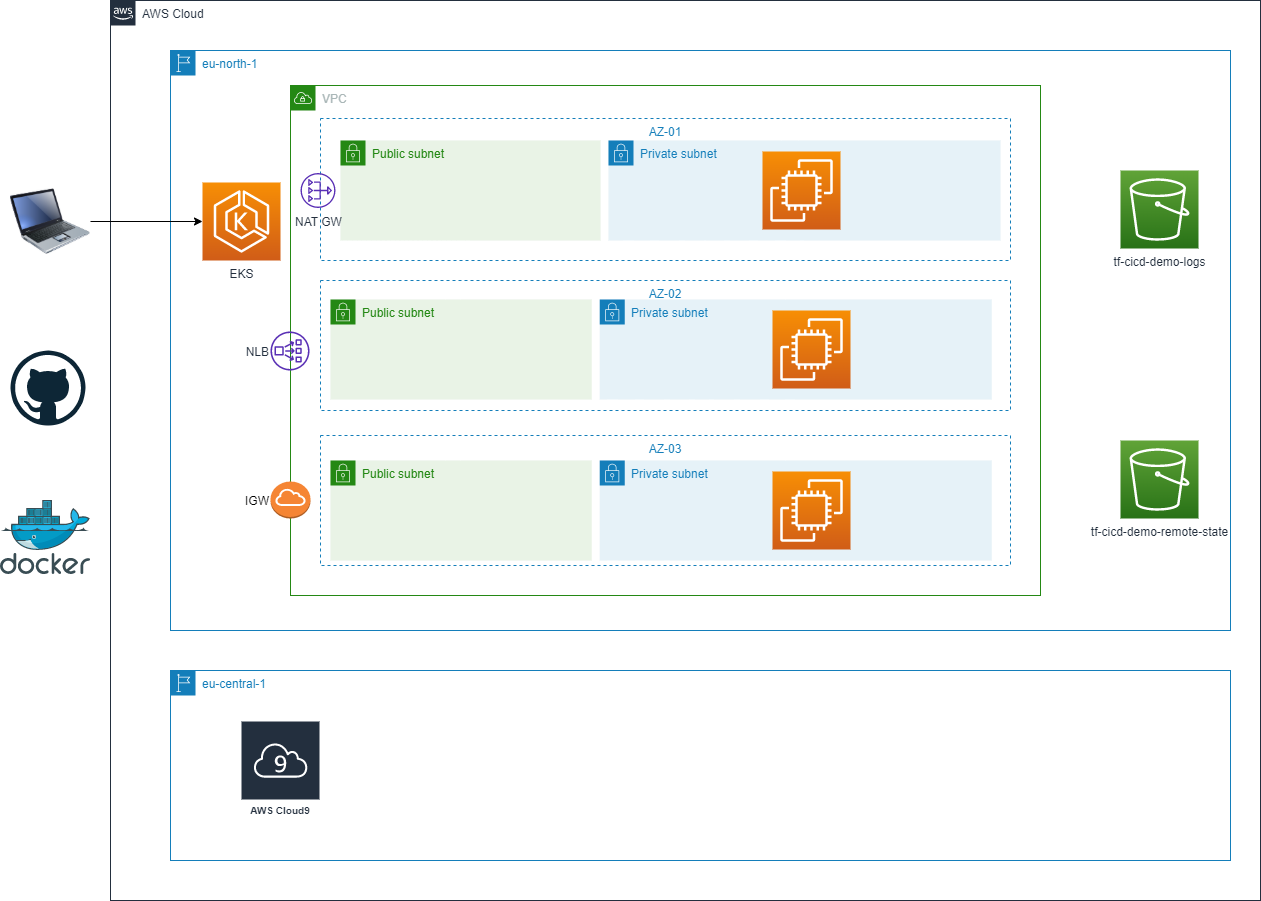 aws
AWS Cloud
eu-north-1
VPC
AZ-01
Public subnet
Private subnet
NAT GW
K
EKS
tf-cicd-demo-logs
AZ-02
Public subnet
Private subnet
NLB
AZ-03
Public subnet
Private subnet
IGW
tf-cicd-demo-remote-state
docker
eu-central-1
9
AWS Cloud9